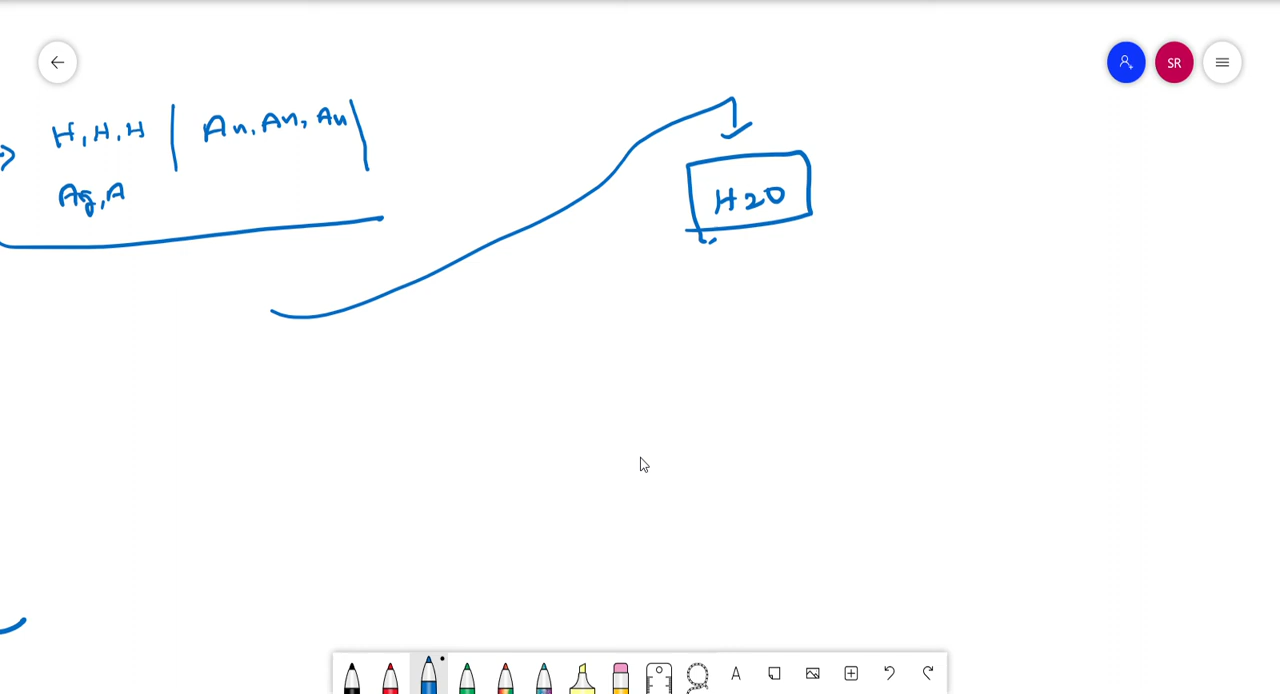 SR
H, H, H | An, An, An |
Ag, A
H2O
A